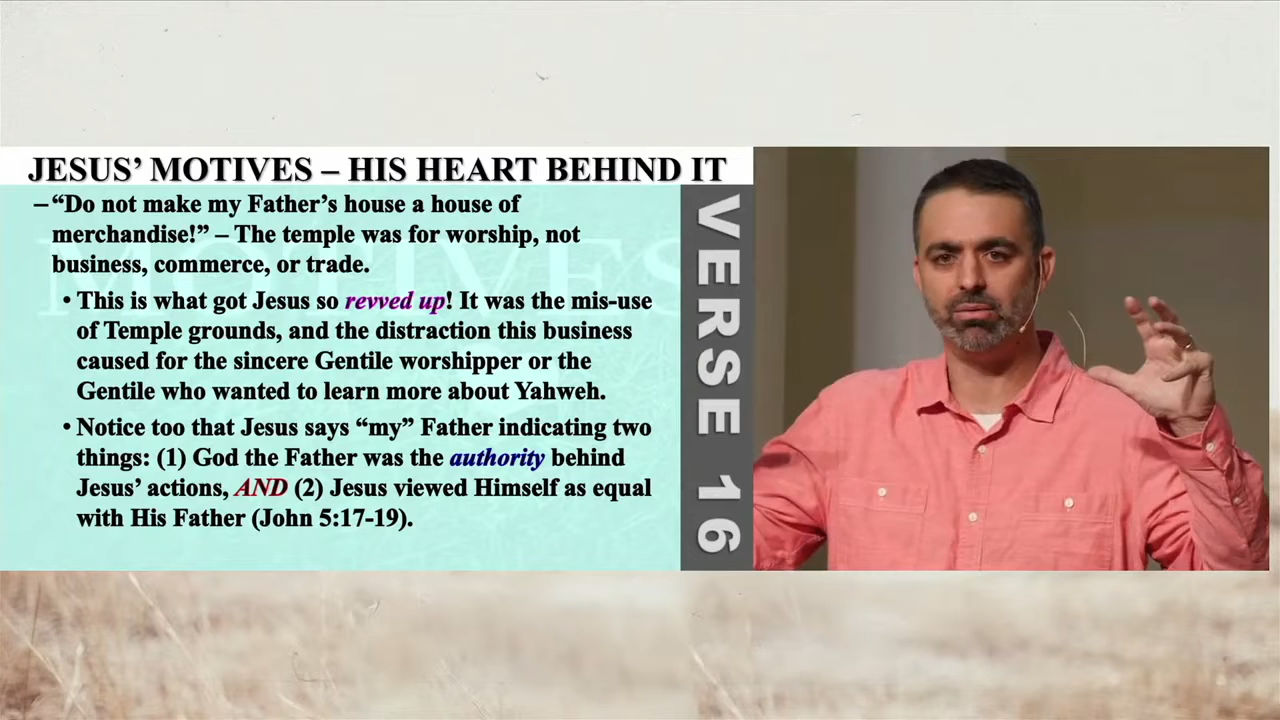 JESUS’ MOTIVES – HIS HEART BEHIND IT
–“Do not make my Father’s house a house of
merchandise!” – The temple was for worship, not
business, commerce, or trade.
• This is what got Jesus so revved up! It was the mis-use
of Temple grounds, and the distraction this business
caused for the sincere Gentile worshipper or the
Gentile who wanted to learn more about Yahweh.
• Notice too that Jesus says “my” Father indicating two
things: (1) God the Father was the authority behind
Jesus’ actions, AND (2) Jesus viewed Himself as equal
with His Father (John 5:17-19).
VERSE 16